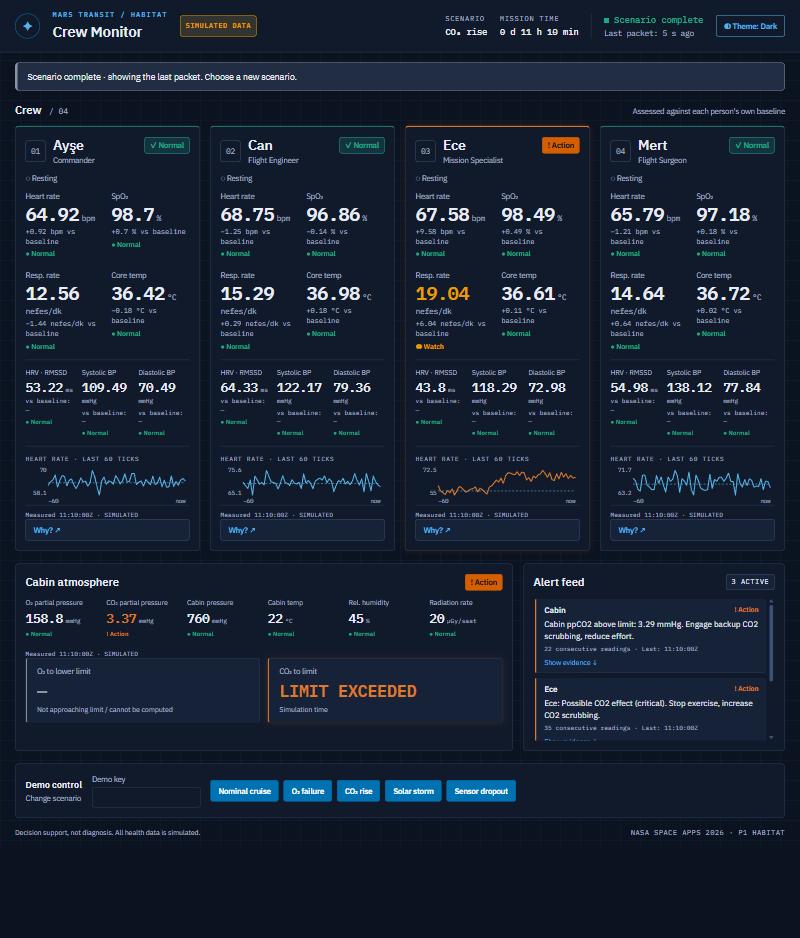 MARS TRANSIT / HABITAT
Crew Monitor
SIMULATED DATA
SCENARIO
CO₂ rise
MISSION TIME
0 d 11 h 10 min
Scenario complete
Last packet: 5 s ago
Theme: Dark
Scenario complete · showing the last packet. Choose a new scenario.
Crew / 04
Assessed against each person's own baseline
01
Ayşe
Commander
✓ Normal
○ Resting
Heart rate
64.92 bpm
+0.92 bpm vs
baseline
● Normal
SpO₂
98.7 %
+0.7 % vs baseline
● Normal
Resp. rate
12.56
nefes/dk
−1.44 nefes/dk vs
baseline
● Normal
Core temp
36.42 °C
−0.18 °C vs
baseline
● Normal
HRV · RMSSD
53.22 ms
vs baseline:
—
● Normal
Systolic BP
109.49
mmHg
vs baseline:
—
● Normal
Diastolic BP
70.49
mmHg
vs baseline:
—
● Normal
HEART RATE · LAST 60 TICKS
70
58.1
−60
now
Measured 11:10:00Z · SIMULATED
Why? ↗
02
Can
Flight Engineer
✓ Normal
○ Resting
Heart rate
68.75 bpm
−1.25 bpm vs
baseline
● Normal
SpO₂
96.86 %
−0.14 % vs
baseline
● Normal
Resp. rate
15.29
nefes/dk
+0.29 nefes/dk vs
baseline
● Normal
Core temp
36.98 °C
+0.18 °C vs
baseline
● Normal
HRV · RMSSD
64.33 ms
vs baseline:
—
● Normal
Systolic BP
122.17
mmHg
vs baseline:
—
● Normal
Diastolic BP
79.36
mmHg
vs baseline:
—
● Normal
HEART RATE · LAST 60 TICKS
75.6
65.1
−60
now
Measured 11:10:00Z · SIMULATED
Why? ↗
03
Ece
Mission Specialist
! Action
○ Resting
Heart rate
67.58 bpm
+9.58 bpm vs
baseline
● Normal
SpO₂
98.49 %
+0.49 % vs
baseline
● Normal
Resp. rate
19.04
nefes/dk
+6.04 nefes/dk vs
baseline
Watch
Core temp
36.61 °C
+0.11 °C vs
baseline
● Normal
HRV · RMSSD
43.8 ms
vs baseline:
—
● Normal
Systolic BP
118.29
mmHg
vs baseline:
—
● Normal
Diastolic BP
72.98
mmHg
vs baseline:
—
● Normal
HEART RATE · LAST 60 TICKS
72.5
55
−60
now
Measured 11:10:00Z · SIMULATED
Why? ↗
04
Mert
Flight Surgeon
✓ Normal
○ Resting
Heart rate
65.79 bpm
−1.21 bpm vs
baseline
● Normal
SpO₂
97.18 %
+0.18 % vs
baseline
● Normal
Resp. rate
14.64
nefes/dk
+0.64 nefes/dk vs
baseline
● Normal
Core temp
36.72 °C
+0.02 °C vs
baseline
● Normal
HRV · RMSSD
54.98 ms
vs baseline:
—
● Normal
Systolic BP
138.12
mmHg
vs baseline:
—
● Normal
Diastolic BP
77.84
mmHg
vs baseline:
—
● Normal
HEART RATE · LAST 60 TICKS
71.7
63.2
−60
now
Measured 11:10:00Z · SIMULATED
Why? ↗
Cabin atmosphere
! Action
O₂ partial pressure
158.8 mmHg
● Normal
CO₂ partial pressure
3.37 mmHg
! Action
Cabin pressure
760 mmHg
● Normal
Cabin temp
22 °C
● Normal
Rel. humidity
45 %
● Normal
Radiation rate
20 µGy/saat
● Normal
Measured 11:10:00Z · SIMULATED
O₂ to lower limit
—
Not approaching limit / cannot be computed
CO₂ to limit
LIMIT EXCEEDED
Simulation time
Alert feed
3 ACTIVE
Cabin
! Action
Cabin ppCO2 above limit: 3.29 mmHg. Engage backup CO2
scrubbing, reduce effort.
22 consecutive readings · Last: 11:10:00Z
Show evidence ↓
Ece
! Action
Ece: Possible CO2 effect (critical). Stop exercise, increase
CO2 scrubbing.
35 consecutive readings · Last: 11:10:00Z
Demo control
Change scenario
Demo key
Nominal cruise
O₂ failure
CO₂ rise
Solar storm
Sensor dropout
Decision support, not diagnosis. All health data is simulated.
NASA SPACE APPS 2026 · P1 HABITAT